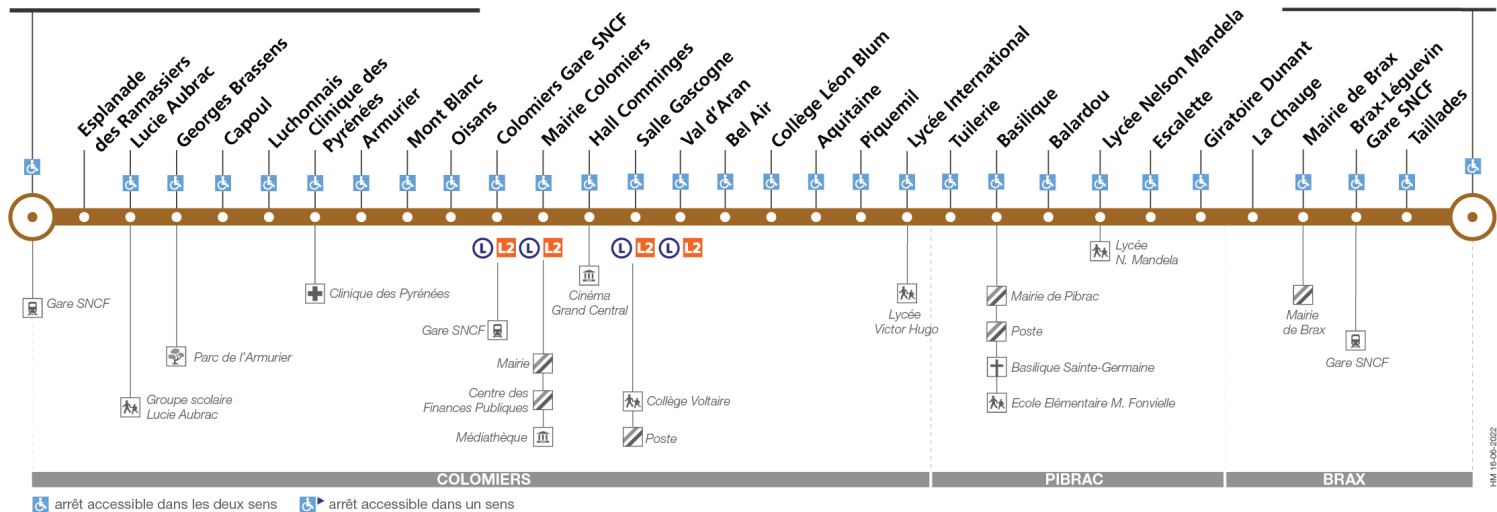 Esplanade
des Ramassiers
Lucie Aubrac
Georges Brassens
Capoul
Luchonnais
Clinique des
Pyrénées
Armurier
Mont Blanc
Oisans
Colomiers Gare SNCF
Mairie Colomiers
Hall Comminges
Salle Gascogne
Val d'Aran
Bel Air
Collège Léon Blum
Aquitaine
Piquemil
Lycée International
Tuilerie
Basilique
Balardou
Lycée Nelson Mandela
Escalette
Giratoire Dunant
La Chauge
Mairie de Brax
Brax-Léguevin
Gare SNCF
Taillades
L L2 L L2 L L2 L L2
Gare SNCF
Parc de l'Armurier
Groupe scolaire
Lucie Aubrac
Clinique des Pyrénées
Gare SNCF
Mairie
Centre des
Finances Publiques
Médiathèque
Cinéma
Grand Central
Collège Voltaire
Poste
Lycée
Victor Hugo
Mairie de Pibrac
Poste
Basilique Sainte-Germaine
Ecole Elémentaire M. Fonvielle
Lycée
N. Mandela
Mairie
de Brax
Gare SNCF
COLOMIERS
PIBRAC
BRAX
arrêt accessible dans les deux sens
arrêt accessible dans un sens
HM 16-06-2022